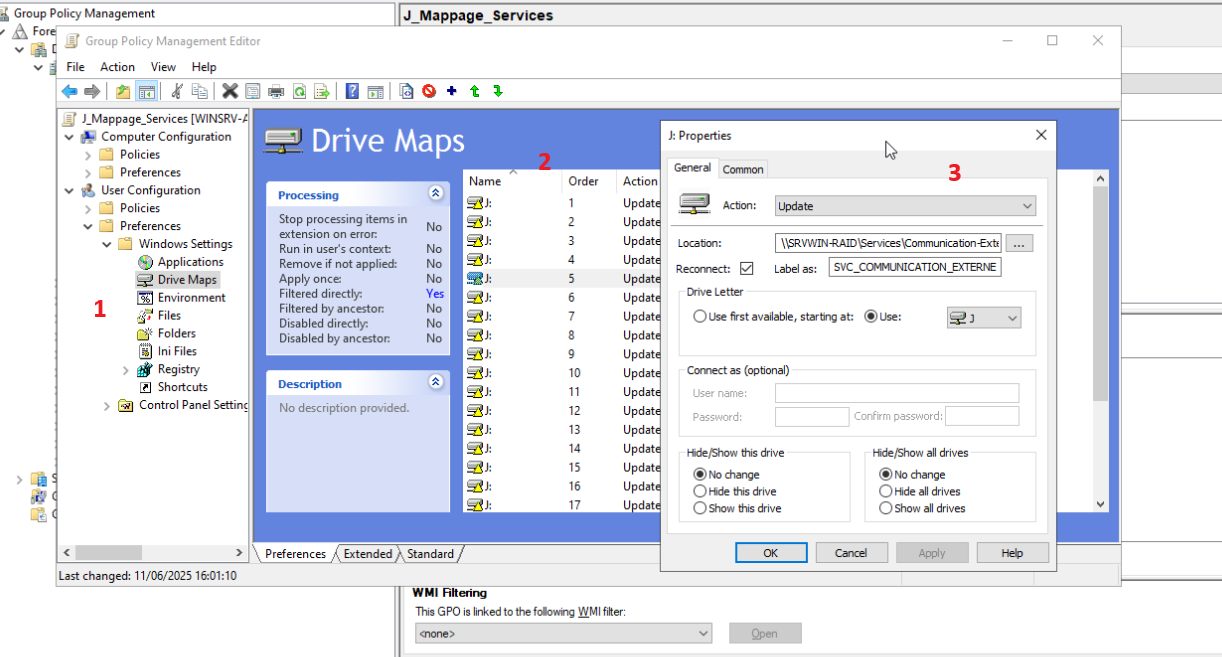 Group Policy Management
J_Mappage_Services
Fore
Group Policy Management Editor
File Action View Help
J_Mappage_Services [WINSRV-A
Computer Configuration
Policies
Preferences
User Configuration
Policies
Preferences
Windows Settings
Applications
Drive Maps
Environment
Files
Folders
Ini Files
Registry
Shortcuts
Control Panel Setting
1
Drive Maps
Processing
Stop processing items in extension on error: No
Run in user's context: No
Remove if not applied: No
Apply once: No
Filtered directly: Yes
Filtered by ancestor: No
Disabled directly: No
Disabled by ancestor: No
Description
No description provided.
2
Name Order Action
J: 1 Update
J: 2 Update
J: 3 Update
J: 4 Update
J: 5 Update
J: 6 Update
J: 7 Update
J: 8 Update
J: 9 Update
J: 10 Update
J: 11 Update
J: 12 Update
J: 13 Update
J: 14 Update
J: 15 Update
J: 16 Update
J: 17 Update
J: Properties
General Common
3
Action: Update
Location: \\SRVWIN-RAID\Services\Communication-Exte ...
Reconnect: Label as: SVC_COMMUNICATION_EXTERNE
Drive Letter
Use first available, starting at: Use: J
Connect as (optional)
User name:
Password: Confirm password:
Hide/Show this drive
No change
Hide this drive
Show this drive
Hide/Show all drives
No change
Hide all drives
Show all drives
OK Cancel Apply Help
Preferences Extended Standard
Last changed: 11/06/2025 16:01:10
WMI Filtering
This GPO is linked to the following WMI filter:
<none> Open